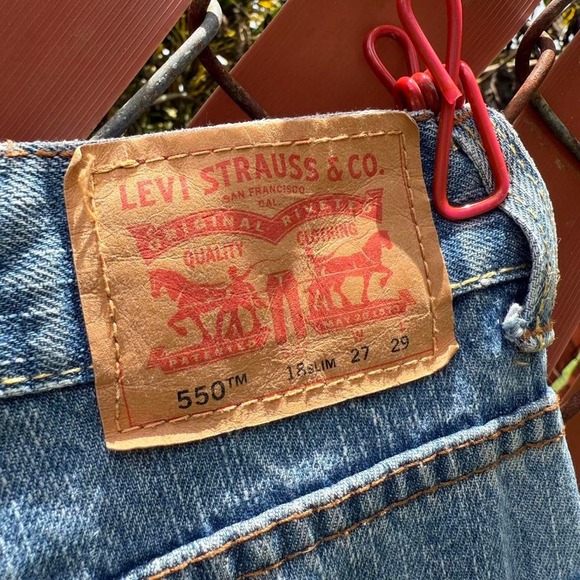 LEVI STRAUSS & CO.
SAN FRANCISCO
CAL
ORIGINAL RIVETED
QUALITY CLOTHING
W L
550™ 18 SLIM 27 29